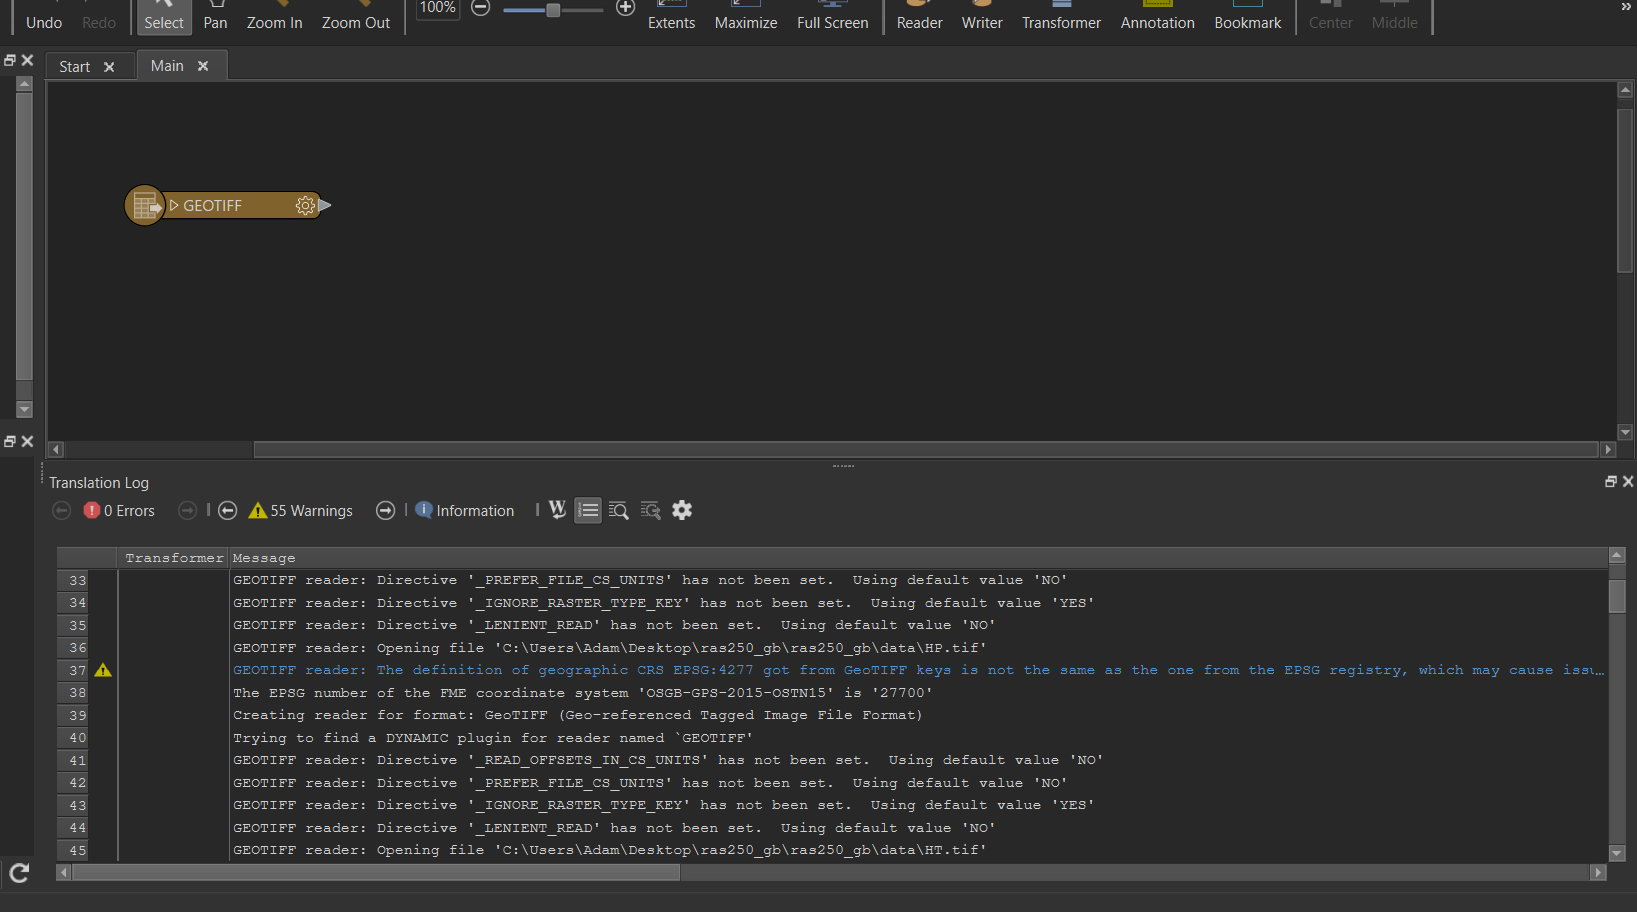 Undo
Redo
Select
Pan
Zoom In
Zoom Out
100%
Extents
Maximize
Full Screen
Reader
Writer
Transformer
Annotation
Bookmark
Center
Middle
»
Start
Main
GEOTIFF
Translation Log
0 Errors
55 Warnings
Information
Transformer Message
33 GEOTIFF reader: Directive '_PREFER_FILE_CS_UNITS' has not been set.  Using default value 'NO'
34 GEOTIFF reader: Directive '_IGNORE_RASTER_TYPE_KEY' has not been set.  Using default value 'YES'
35 GEOTIFF reader: Directive '_LENIENT_READ' has not been set.  Using default value 'NO'
36 GEOTIFF reader: Opening file 'C:\Users\Adam\Desktop\ras250_gb\ras250_gb\data\HP.tif'
37 GEOTIFF reader: The definition of geographic CRS EPSG:4277 got from GeoTIFF keys is not the same as the one from the EPSG registry, which may cause issu...
38 The EPSG number of the FME coordinate system 'OSGB-GPS-2015-OSTN15' is '27700'
39 Creating reader for format: GeoTIFF (Geo-referenced Tagged Image File Format)
40 Trying to find a DYNAMIC plugin for reader named `GEOTIFF'
41 GEOTIFF reader: Directive '_READ_OFFSETS_IN_CS_UNITS' has not been set.  Using default value 'NO'
42 GEOTIFF reader: Directive '_PREFER_FILE_CS_UNITS' has not been set.  Using default value 'NO'
43 GEOTIFF reader: Directive '_IGNORE_RASTER_TYPE_KEY' has not been set.  Using default value 'YES'
44 GEOTIFF reader: Directive '_LENIENT_READ' has not been set.  Using default value 'NO'
45 GEOTIFF reader: Opening file 'C:\Users\Adam\Desktop\ras250_gb\ras250_gb\data\HT.tif'